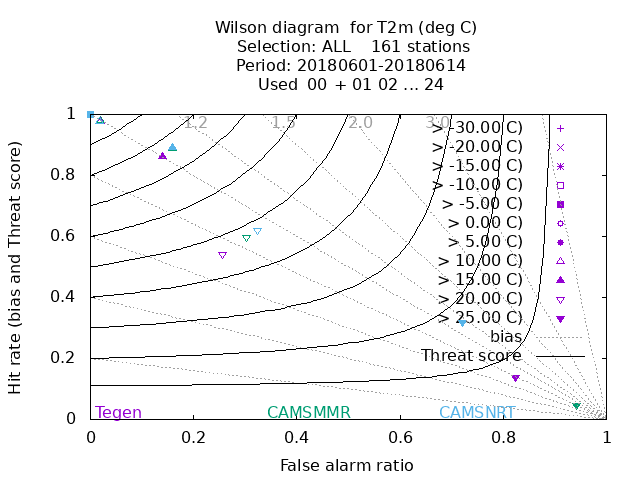 Wilson diagram  for T2m (deg C)
Selection: ALL    161 stations
Period: 20180601-20180614
Used  00  + 01 02 ... 24
Hit rate (bias and Threat score)
1
0.8
0.6
0.4
0.2
0
1.2
1.5
2.0
3.0
> -30.00 C)
> -20.00 C)
> -15.00 C)
> -10.00 C)
> -5.00 C)
> 0.00 C)
> 5.00 C)
> 10.00 C)
> 15.00 C)
> 20.00 C)
> 25.00 C)
bias
Threat score
Tegen
CAMSMMR
CAMSNRT
0 0.2 0.4 0.6 0.8 1
False alarm ratio